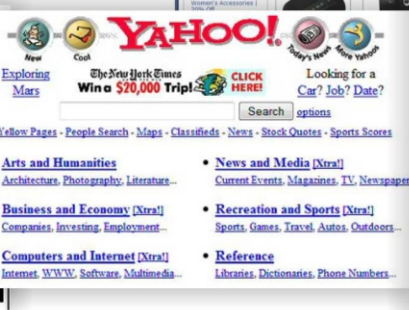 Women's Accessories |
20% Off
YAHOO!
New
Cool
Today's News
More Yahoos
Exploring
Mars
The New York Times
Win a $20,000 Trip!
CLICK
HERE!
Looking for a
Car? Job? Date?
Search options
Yellow Pages - People Search - Maps - Classifieds - News - Stock Quotes - Sports Scores
Arts and Humanities
Architecture, Photography, Literature...
• News and Media [Xtra!]
Current Events, Magazines, TV, Newspaper
Business and Economy [Xtra!]
Companies, Investing, Employment...
• Recreation and Sports [Xtra!]
Sports, Games, Travel, Autos, Outdoors...
Computers and Internet [Xtra!]
Internet, WWW, Software, Multimedia...
• Reference
Libraries, Dictionaries, Phone Numbers...